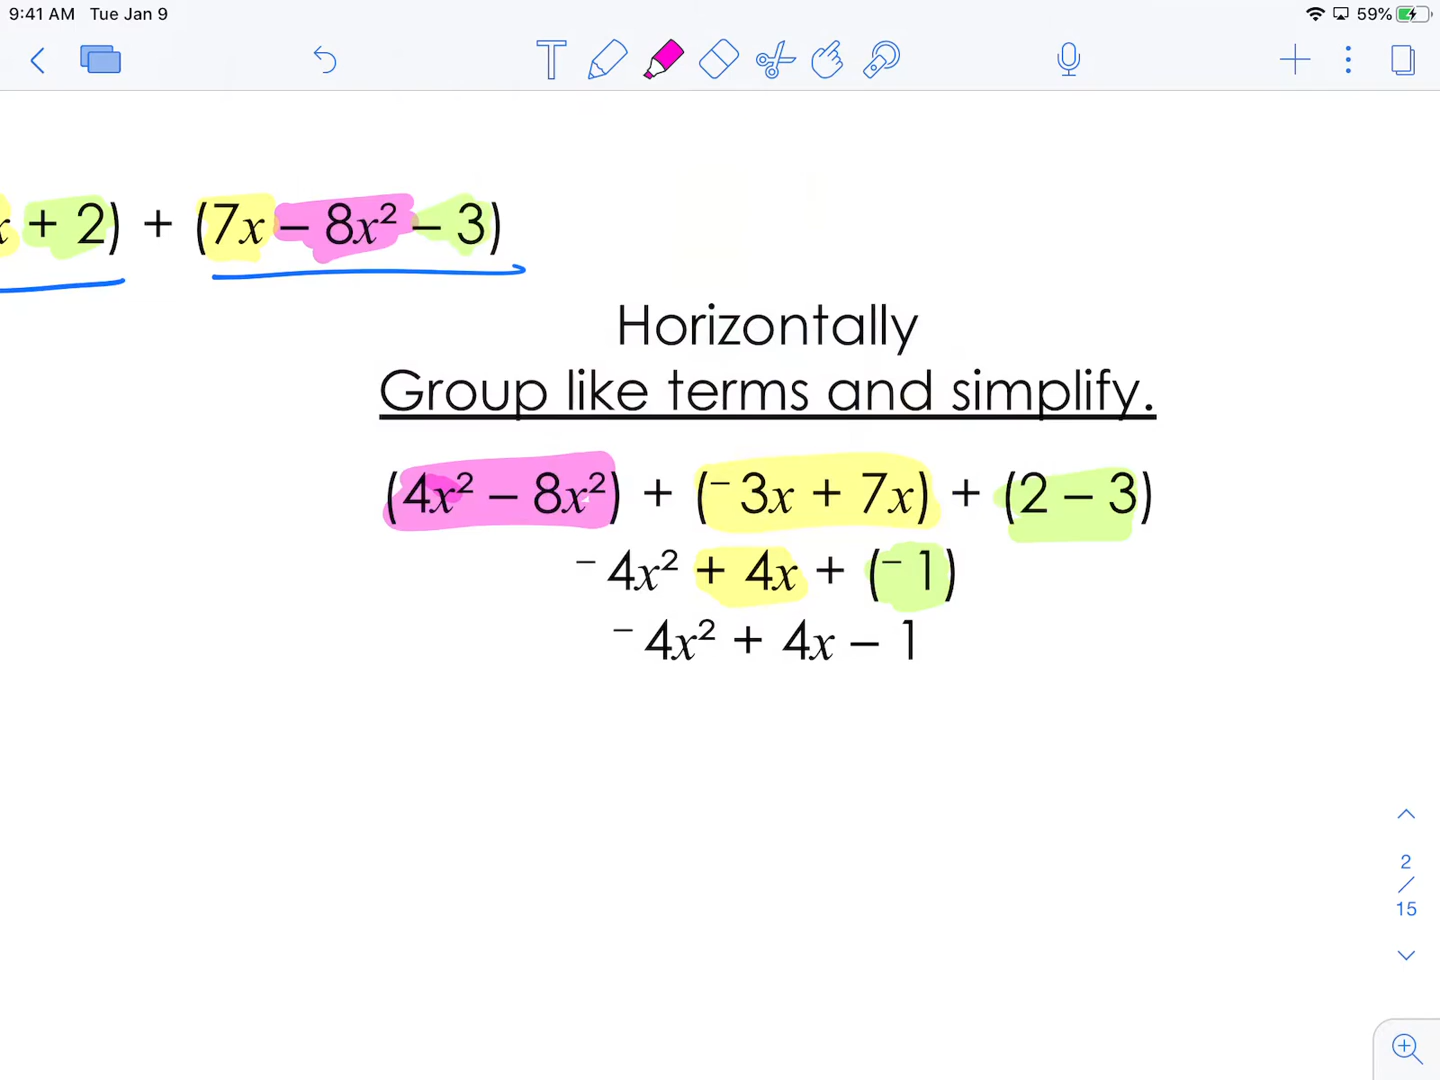 9:41 AM Tue Jan 9 59%
x + 2) + (7x – 8x² – 3)
Horizontally
Group like terms and simplify.
(4x² – 8x²) + (⁻3x + 7x) + (2 – 3)
⁻4x² + 4x + (⁻1)
⁻4x² + 4x – 1
2
/
15